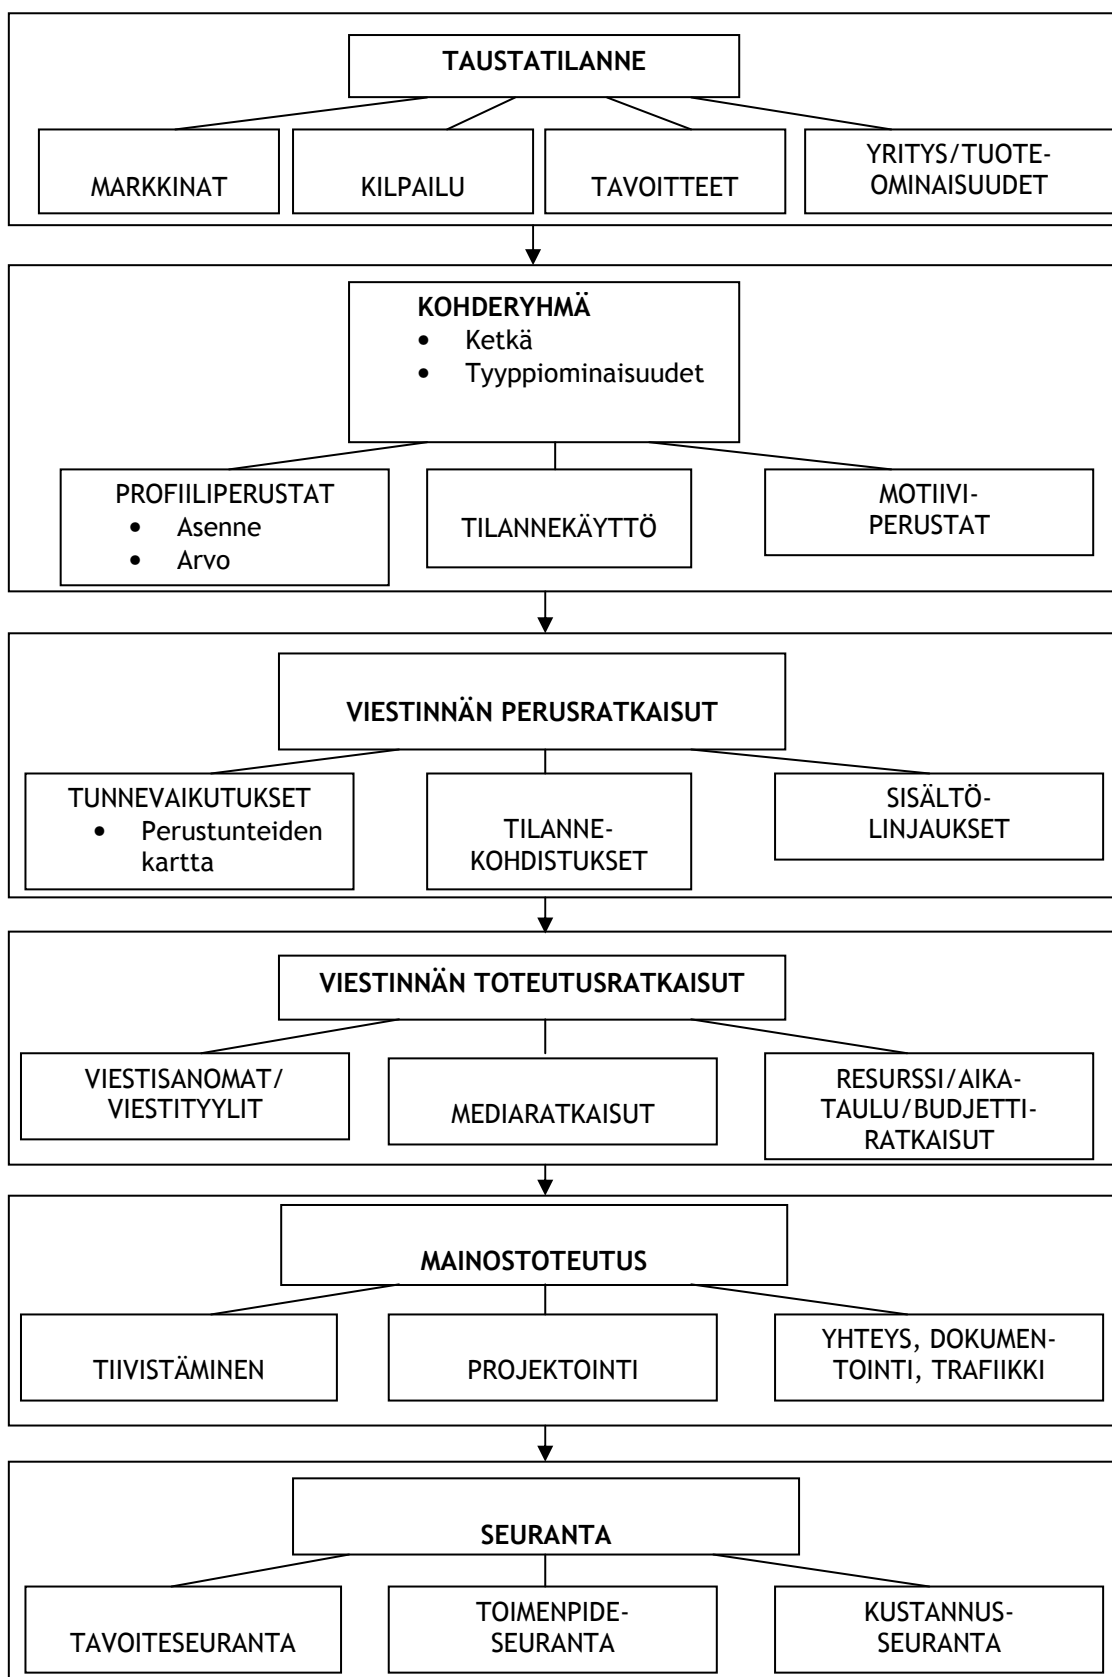 TAUSTATILANNE
MARKKINAT
KILPAILU
TAVOITTEET
YRITYS/TUOTE-
OMINAISUUDET
KOHDERYHMÄ
• Ketkä
• Tyyppiominaisuudet
PROFIILIPERUSTAT
• Asenne
• Arvo
TILANNEKÄYTTÖ
MOTIIVI-
PERUSTAT
VIESTINNÄN PERUSRATKAISUT
TUNNEVAIKUTUKSET
• Perustunteiden
kartta
TILANNE-
KOHDISTUKSET
SISÄLTÖ-
LINJAUKSET
VIESTINNÄN TOTEUTUSRATKAISUT
VIESTISANOMAT/
VIESTITYYLIT
MEDIARATKAISUT
RESURSSI/AIKA-
TAULU/BUDJETTI-
RATKAISUT
MAINOSTOTEUTUS
TIIVISTÄMINEN
PROJEKTOINTI
YHTEYS, DOKUMEN-
TOINTI, TRAFIIKKI
SEURANTA
TAVOITESEURANTA
TOIMENPIDE-
SEURANTA
KUSTANNUS-
SEURANTA